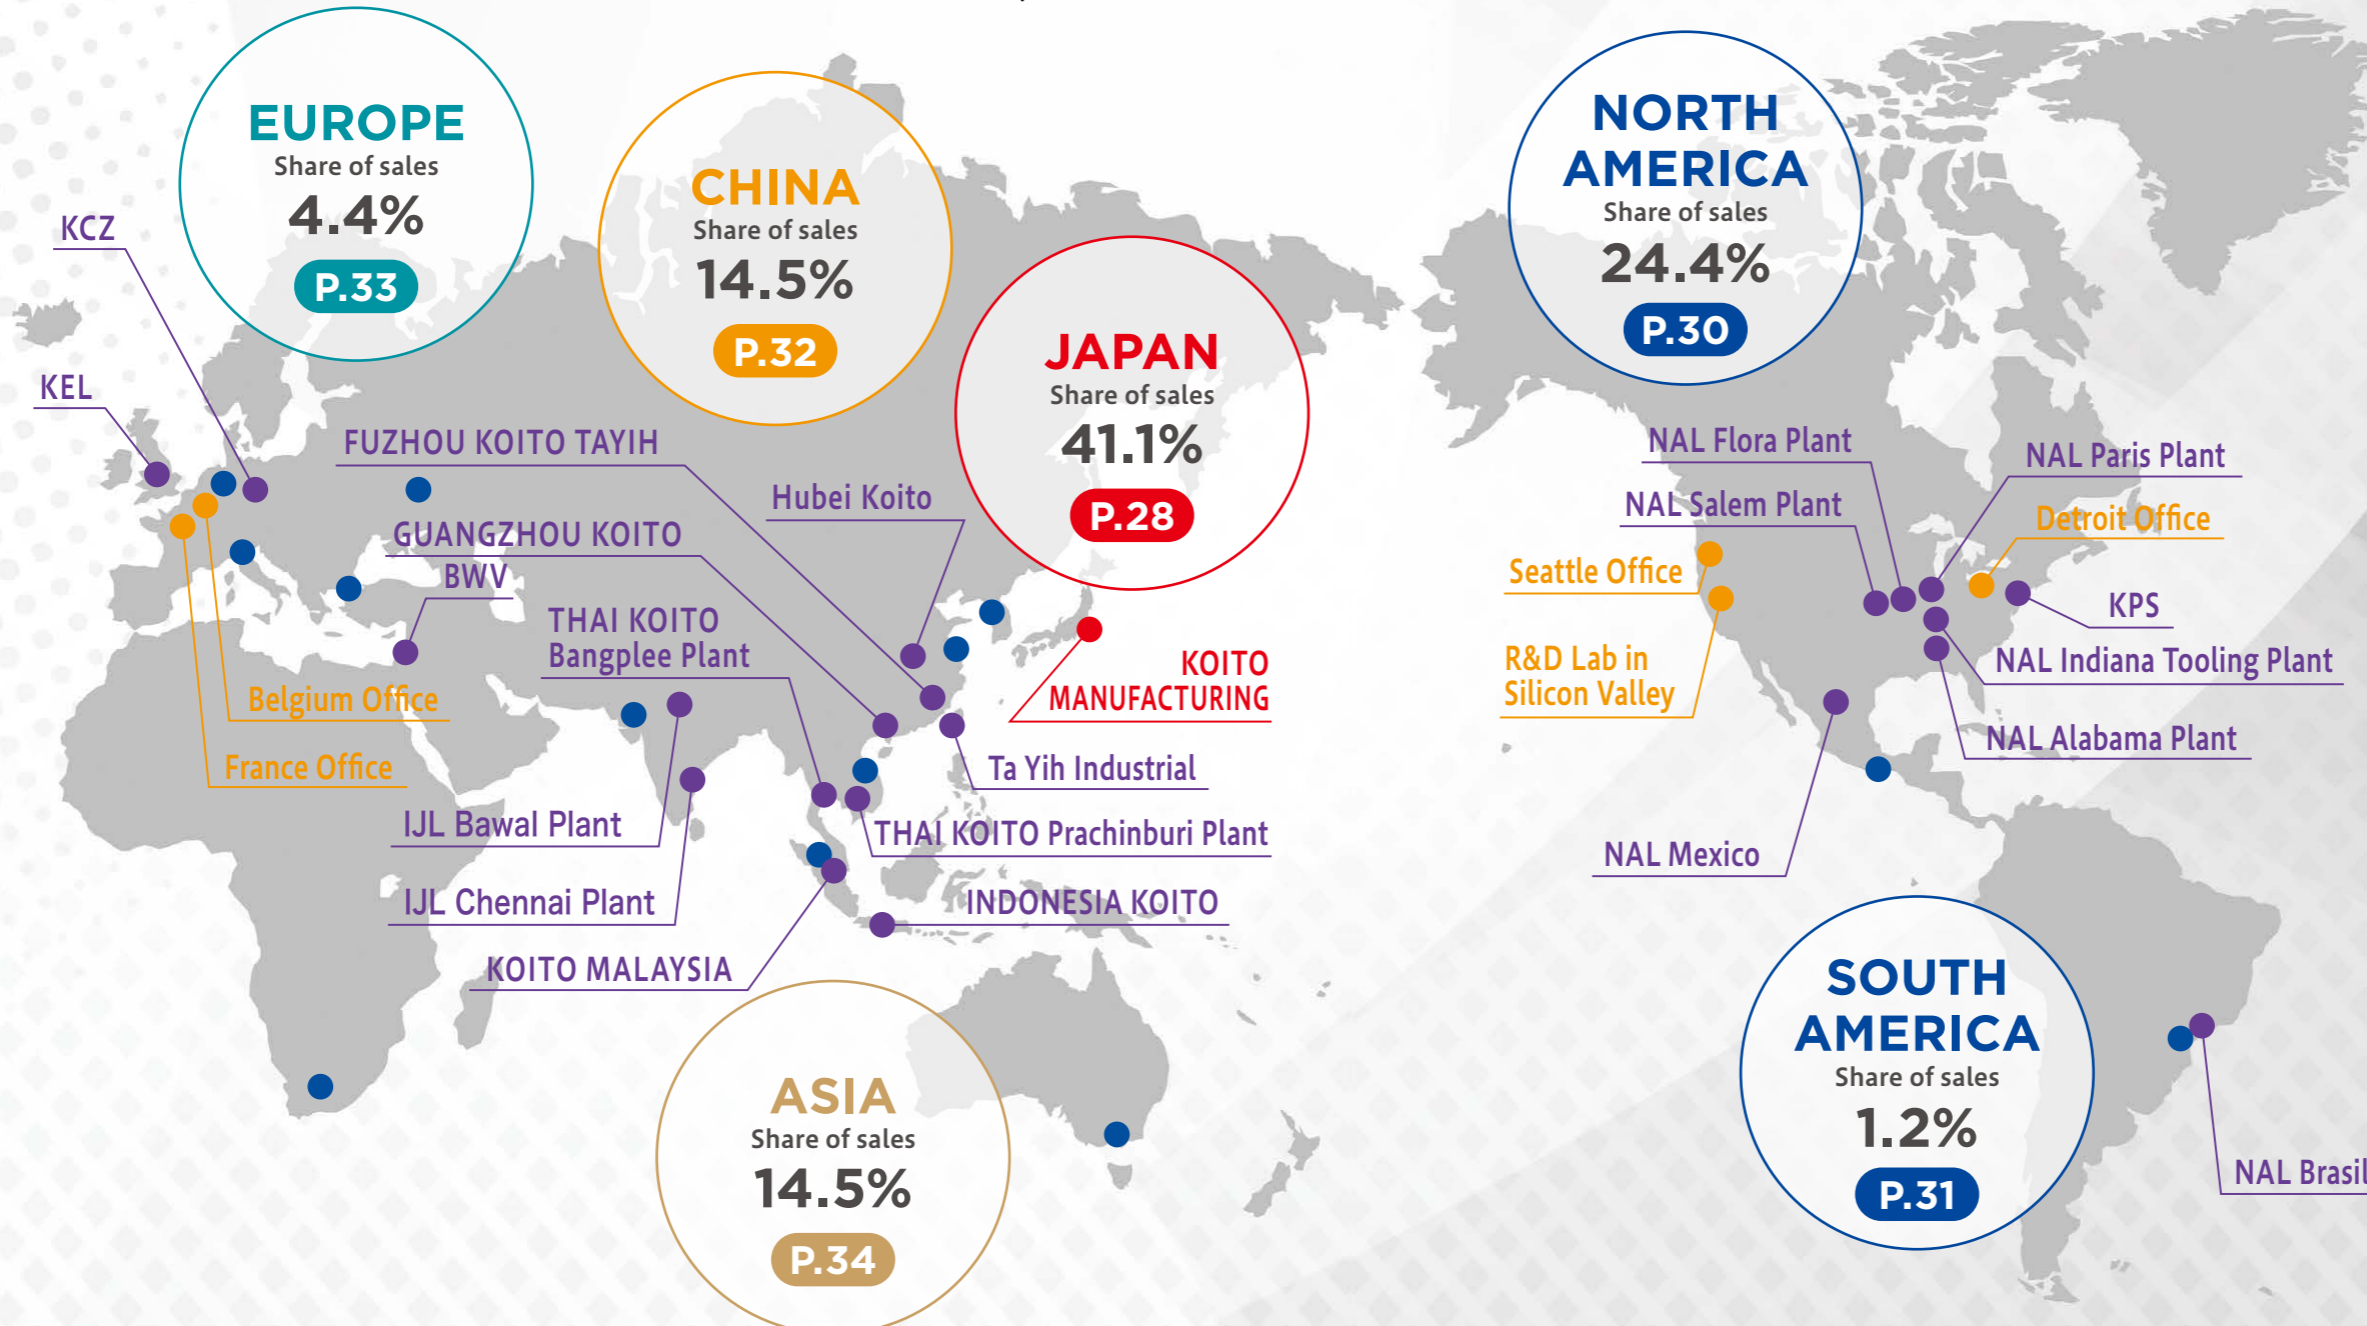 EUROPE
Share of sales
4.4%
P.33
CHINA
Share of sales
14.5%
P.32
JAPAN
Share of sales
41.1%
P.28
NORTH
AMERICA
Share of sales
24.4%
P.30
KCZ
KEL
FUZHOU KOITO TAYIH
Hubei Koito
GUANGZHOU KOITO
BWV
THAI KOITO
Bangplee Plant
Belgium Office
France Office
IJL Bawal Plant
IJL Chennai Plant
KOITO MALAYSIA
KOITO
MANUFACTURING
Ta Yih Industrial
THAI KOITO Prachinburi Plant
INDONESIA KOITO
ASIA
Share of sales
14.5%
P.34
NAL Flora Plant
NAL Paris Plant
NAL Salem Plant
Detroit Office
Seattle Office
KPS
R&D Lab in
Silicon Valley
NAL Indiana Tooling Plant
NAL Alabama Plant
NAL Mexico
SOUTH
AMERICA
Share of sales
1.2%
P.31
NAL Brasil